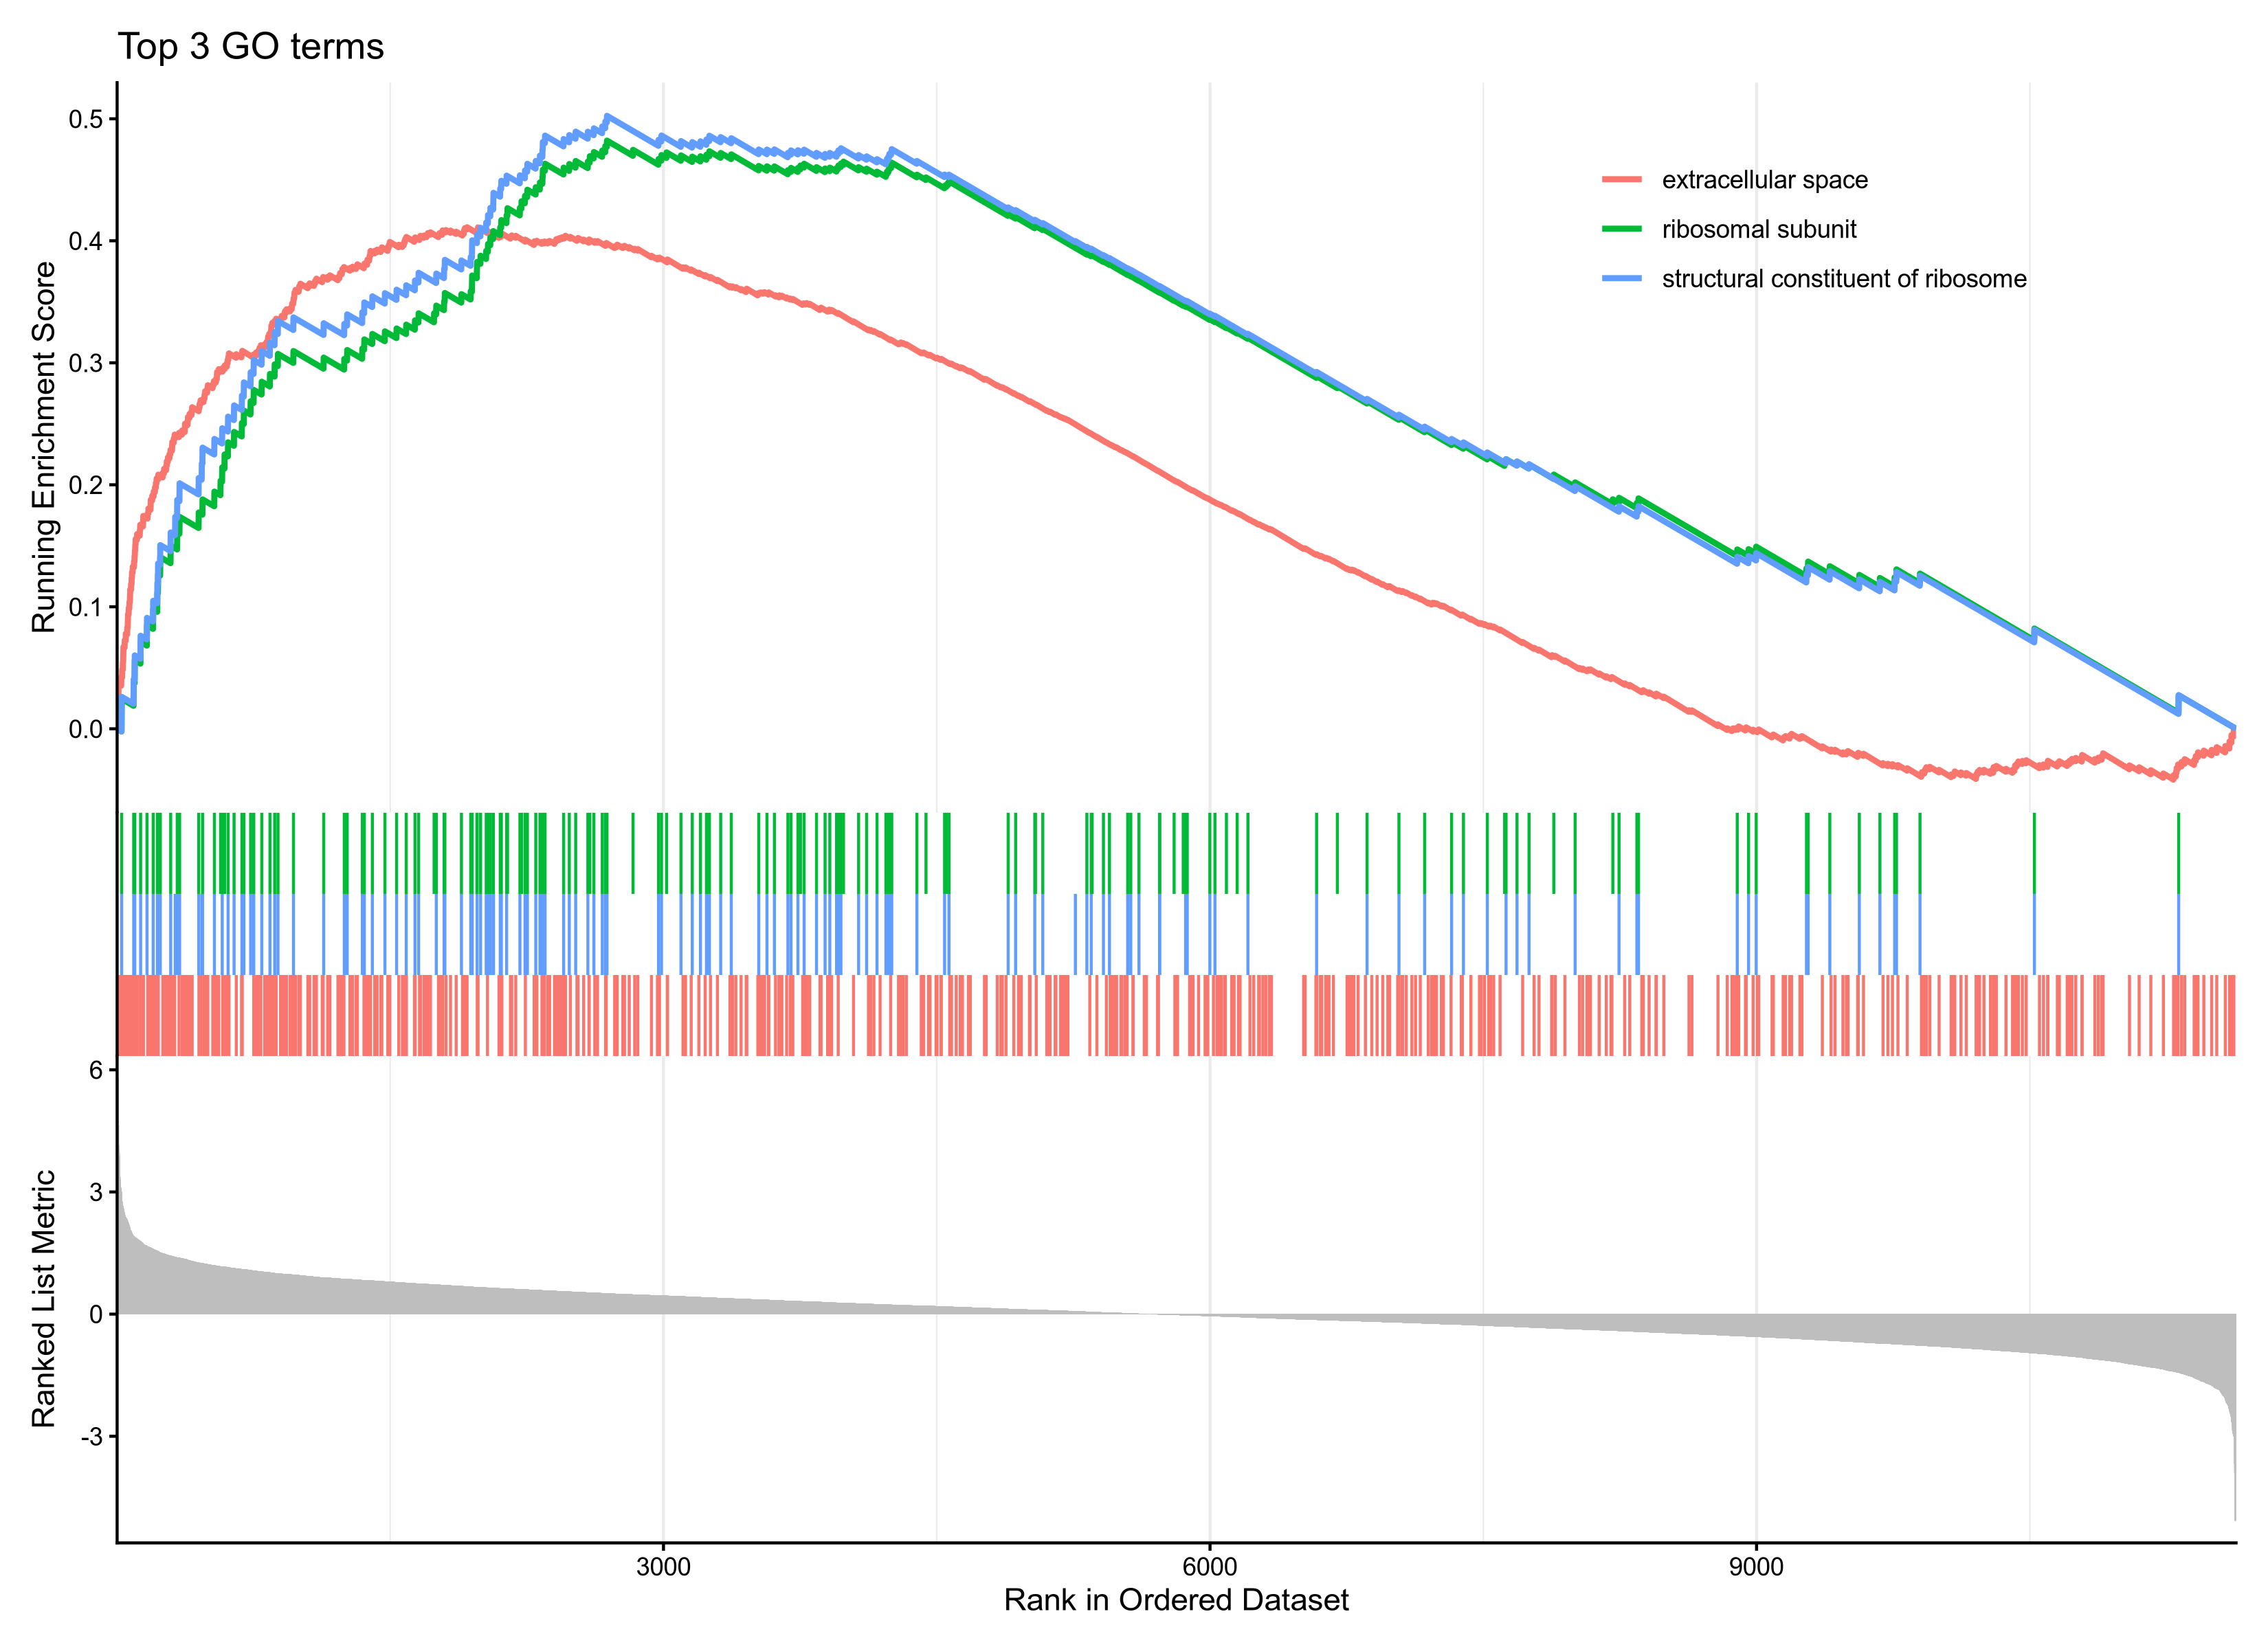 Top 3 GO terms
Running Enrichment Score
0.5
0.4
0.3
0.2
0.1
0.0
extracellular space
ribosomal subunit
structural constituent of ribosome
Ranked List Metric
6
3
0
-3
3000
6000
9000
Rank in Ordered Dataset